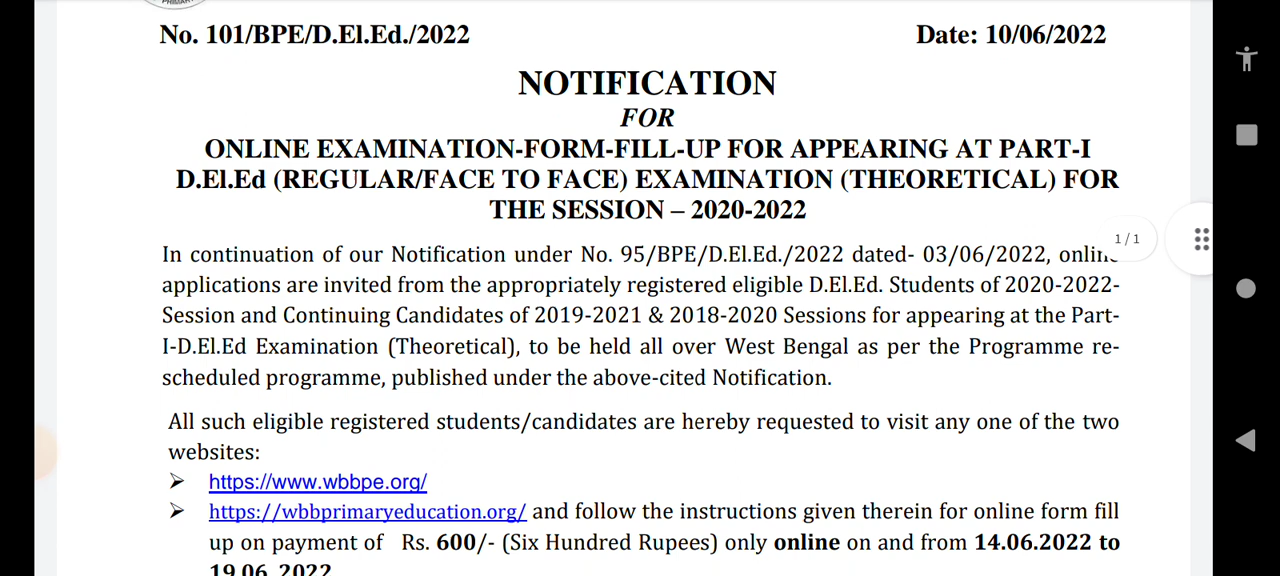 No. 101/BPE/D.El.Ed./2022 Date: 10/06/2022
NOTIFICATION
FOR
ONLINE EXAMINATION-FORM-FILL-UP FOR APPEARING AT PART-I
D.El.Ed (REGULAR/FACE TO FACE) EXAMINATION (THEORETICAL) FOR
THE SESSION – 2020-2022
1/1
In continuation of our Notification under No. 95/BPE/D.El.Ed./2022 dated- 03/06/2022, online
applications are invited from the appropriately registered eligible D.El.Ed. Students of 2020-2022-
Session and Continuing Candidates of 2019-2021 & 2018-2020 Sessions for appearing at the Part-
I-D.El.Ed Examination (Theoretical), to be held all over West Bengal as per the Programme re-
scheduled programme, published under the above-cited Notification.
All such eligible registered students/candidates are hereby requested to visit any one of the two
websites:
➢ https://www.wbbpe.org/
➢ https://wbbprimaryeducation.org/ and follow the instructions given therein for online form fill
up on payment of Rs. 600/- (Six Hundred Rupees) only online on and from 14.06.2022 to
19.06.2022